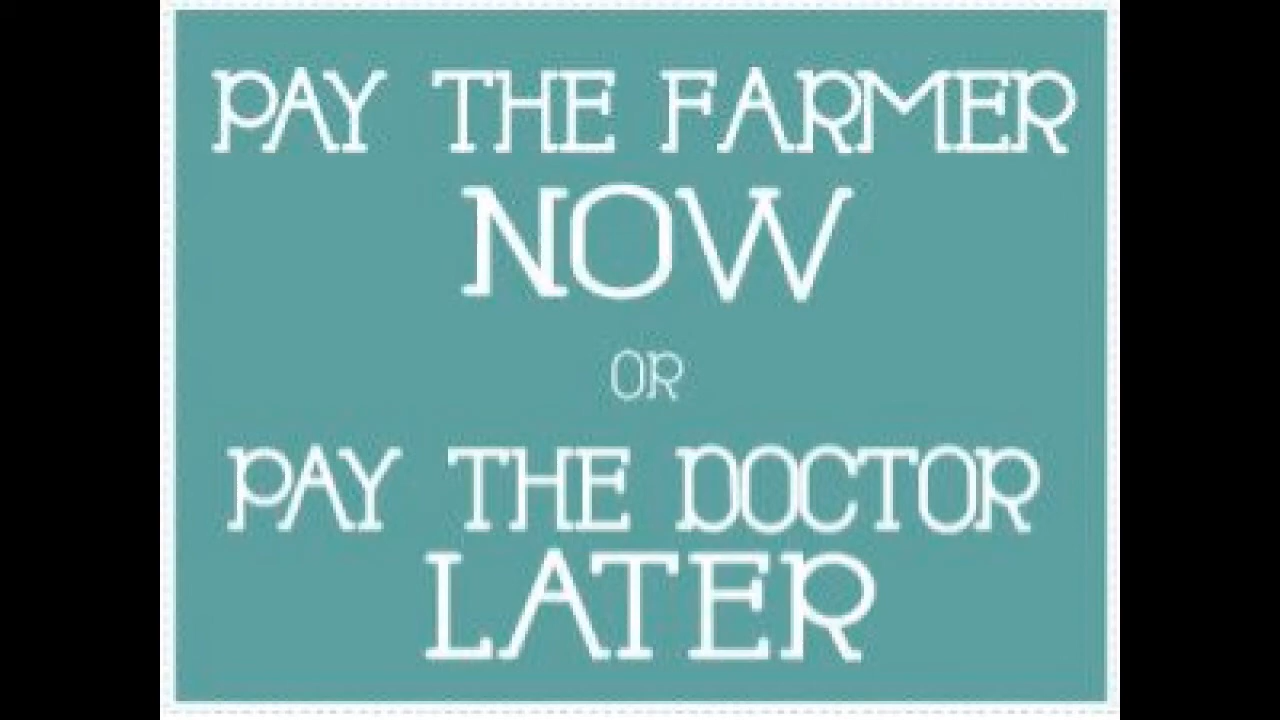 PAY THE FARMER
NOW
OR
PAY THE DOCTOR
LATER